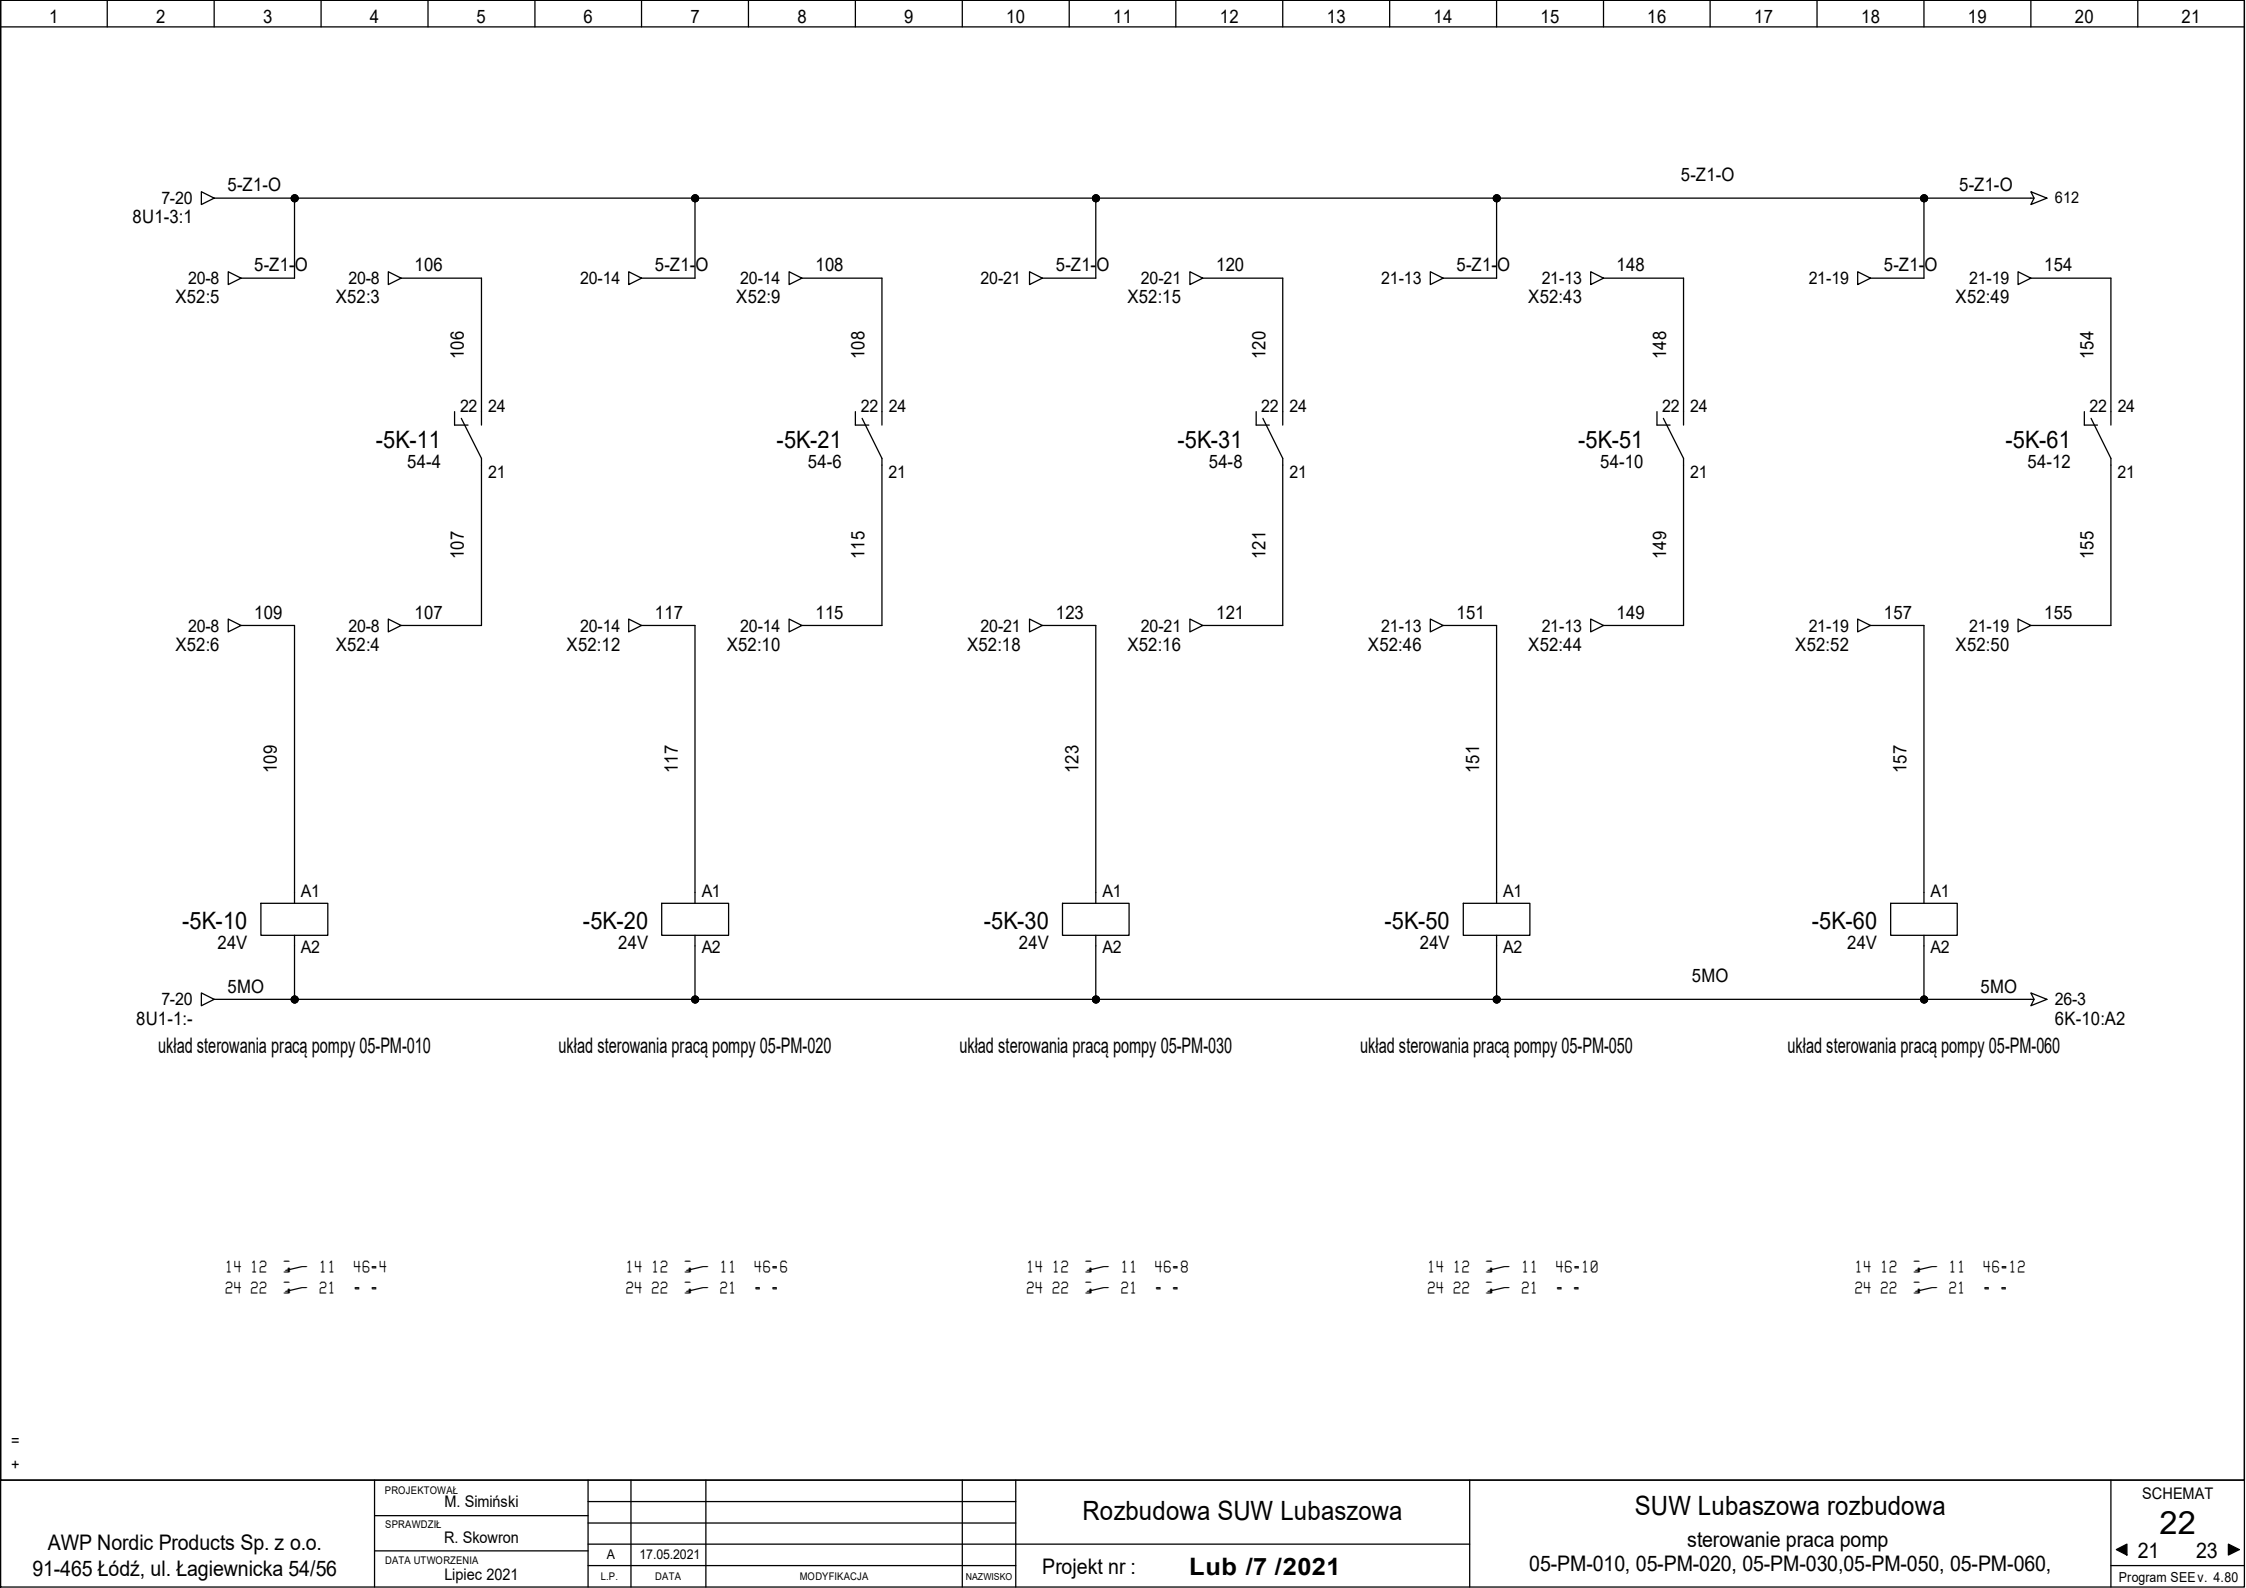 1 2 3 4 5 6 7 8 9 10 11 12 13 14 15 16 17 18 19 20 21
5-Z1-O
5-Z1-O 5-Z1-O
7-20 612
8U1-3:1
5-Z1-O 106 5-Z1-O 108 5-Z1-O 120 5-Z1-O 148 5-Z1-O 154
20-8 20-8 20-14 20-14 20-21 20-21 21-13 21-13 21-19 21-19
X52:5 X52:3 X52:9 X52:15 X52:43 X52:49
106 108 120 148 154
22 24 22 24 22 24 22 24 22 24
-5K-11 -5K-21 -5K-31 -5K-51 -5K-61
54-4 54-6 54-8 54-10 54-12
21 21 21 21 21
107 115 121 149 155
109 107 117 115 123 121 151 149 157 155
20-8 20-8 20-14 20-14 20-21 20-21 21-13 21-13 21-19 21-19
X52:6 X52:4 X52:12 X52:10 X52:18 X52:16 X52:46 X52:44 X52:52 X52:50
109 117 123 151 157
A1 A1 A1 A1 A1
-5K-10 -5K-20 -5K-30 -5K-50 -5K-60
24V 24V 24V 24V 24V
A2 A2 A2 A2 A2
5MO 5MO 5MO
7-20 26-3
8U1-1:- 6K-10:A2
układ sterowania pracą pompy 05-PM-010 układ sterowania pracą pompy 05-PM-020 układ sterowania pracą pompy 05-PM-030 układ sterowania pracą pompy 05-PM-050 układ sterowania pracą pompy 05-PM-060
14 12 11 46-4 14 12 11 46-6 14 12 11 46-8 14 12 11 46-10 14 12 11 46-12
24 22 21 - - 24 22 21 - - 24 22 21 - - 24 22 21 - - 24 22 21 - -
=
+
AWP Nordic Products Sp. z o.o.
91-465 Łódź, ul. Łagiewnicka 54/56
PROJEKTOWAŁ
M. Simiński
SPRAWDZIŁ
R. Skowron
DATA UTWORZENIA
Lipiec 2021
A 17.05.2021
L.P. DATA MODYFIKACJA NAZWISKO
Rozbudowa SUW Lubaszowa
Projekt nr : Lub /7 /2021
SUW Lubaszowa rozbudowa
sterowanie praca pomp
05-PM-010, 05-PM-020, 05-PM-030,05-PM-050, 05-PM-060,
SCHEMAT
22
21 23
Program SEE v. 4.80